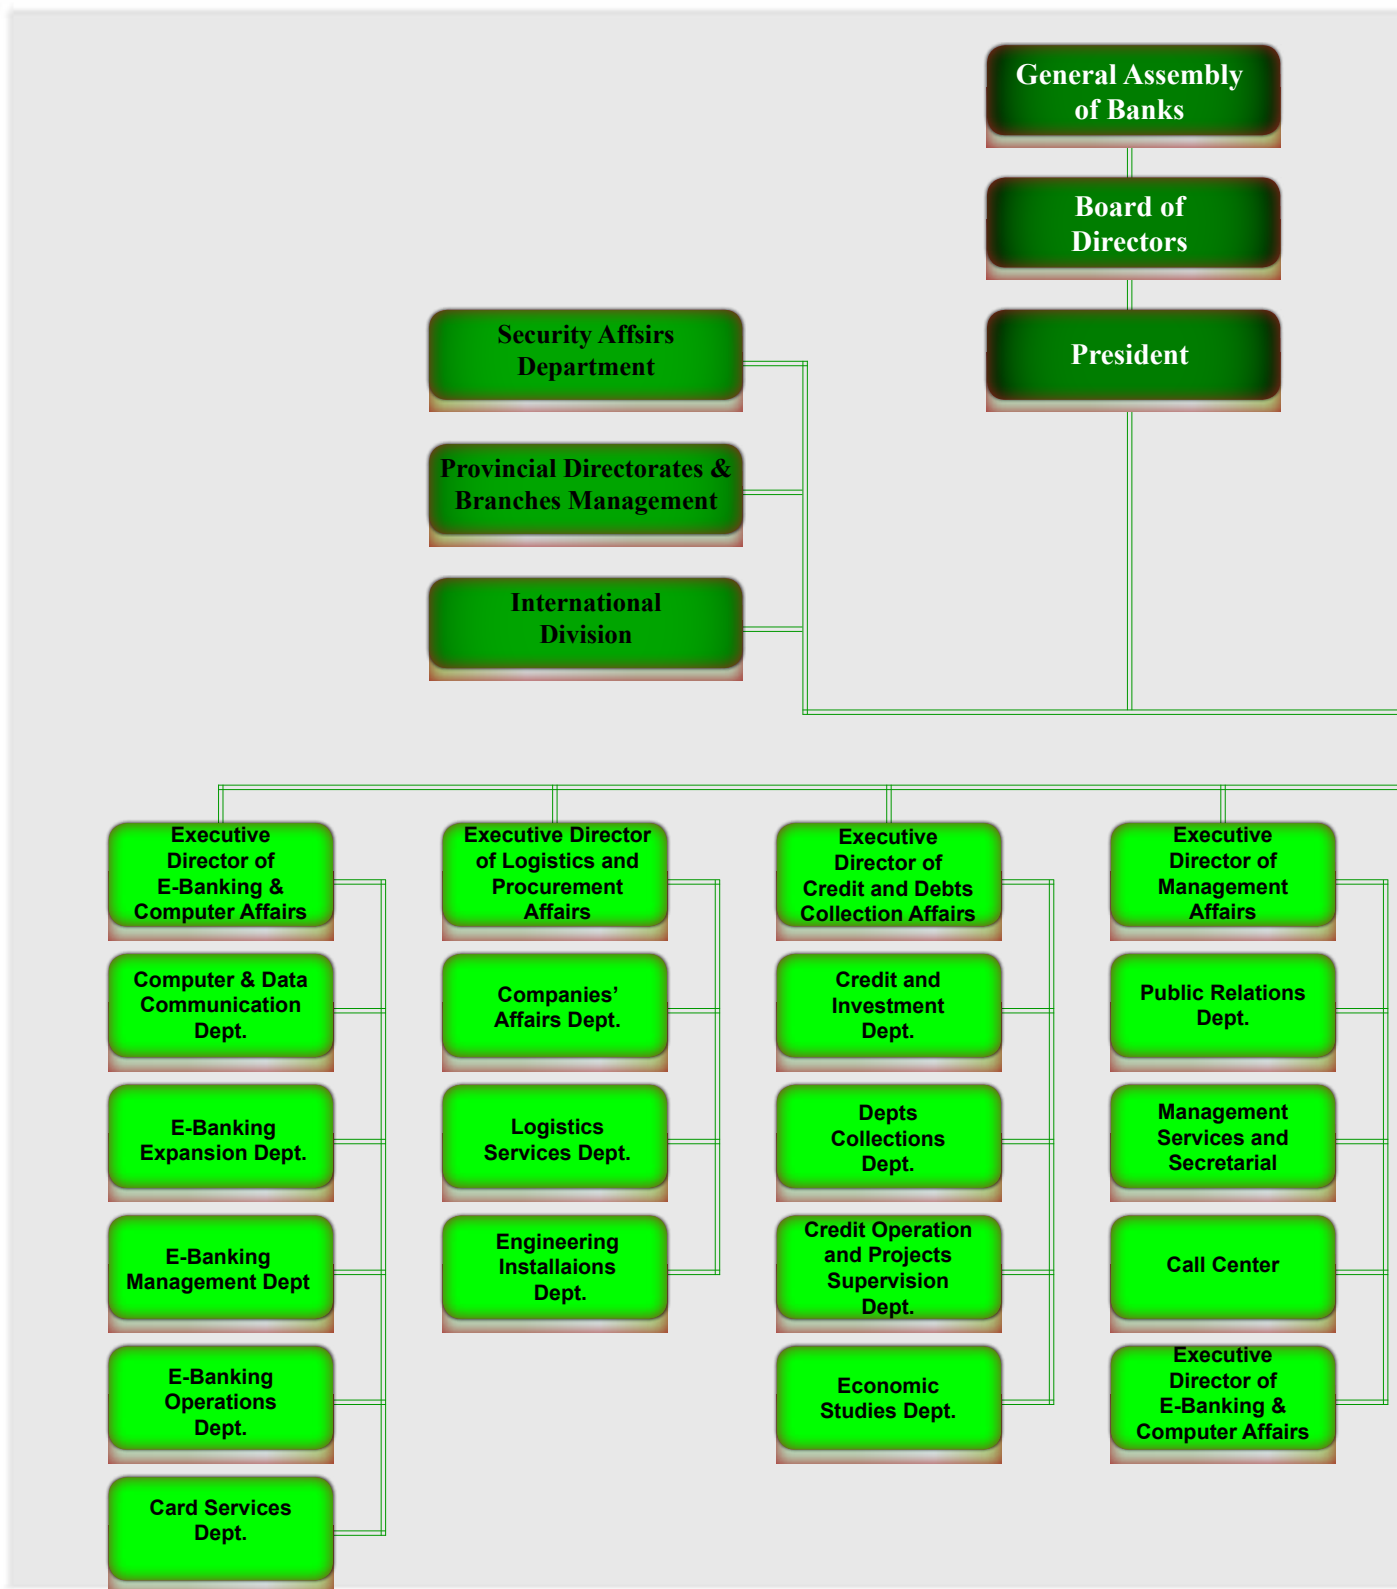 General Assembly
of Banks
Board of
Directors
President
Security Affsirs
Department
Provincial Directorates &
Branches Management
International
Division
Executive
Director of
E-Banking &
Computer Affairs
Computer & Data
Communication
Dept.
E-Banking
Expansion Dept.
E-Banking
Management Dept
E-Banking
Operations
Dept.
Card Services
Dept.
Executive Director
of Logistics and
Procurement
Affairs
Companies’
Affairs Dept.
Logistics
Services Dept.
Engineering
Installaions
Dept.
Executive
Director of
Credit and Debts
Collection Affairs
Credit and
Investment
Dept.
Depts
Collections
Dept.
Credit Operation
and Projects
Supervision
Dept.
Economic
Studies Dept.
Executive
Director of
Management
Affairs
Public Relations
Dept.
Management
Services and
Secretarial
Call Center
Executive
Director of
E-Banking &
Computer Affairs